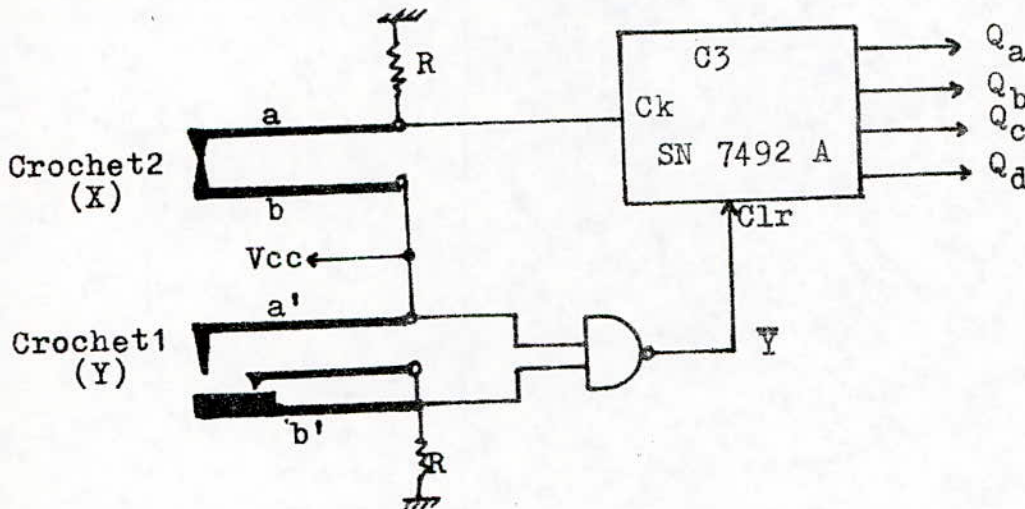 R
C3
Ck
SN 7492 A
Clr
Qa
Qb
Qc
Qd
a
Crochet2
(X)
b
Vcc
a'
Crochet1
(Y)
b'
R
Y̅